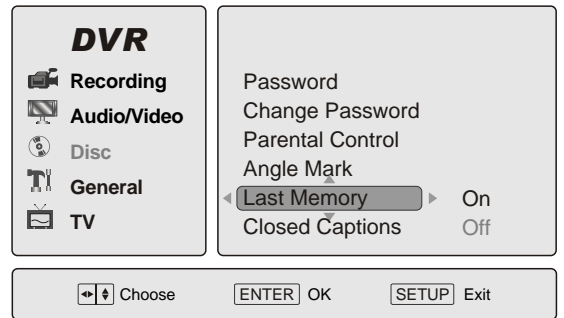 DVR
Recording
Audio/Video
Disc
General
TV
Password
Change Password
Parental Control
Angle Mark
Last Memory On
Closed Captions Off
Choose ENTER OK SETUP Exit